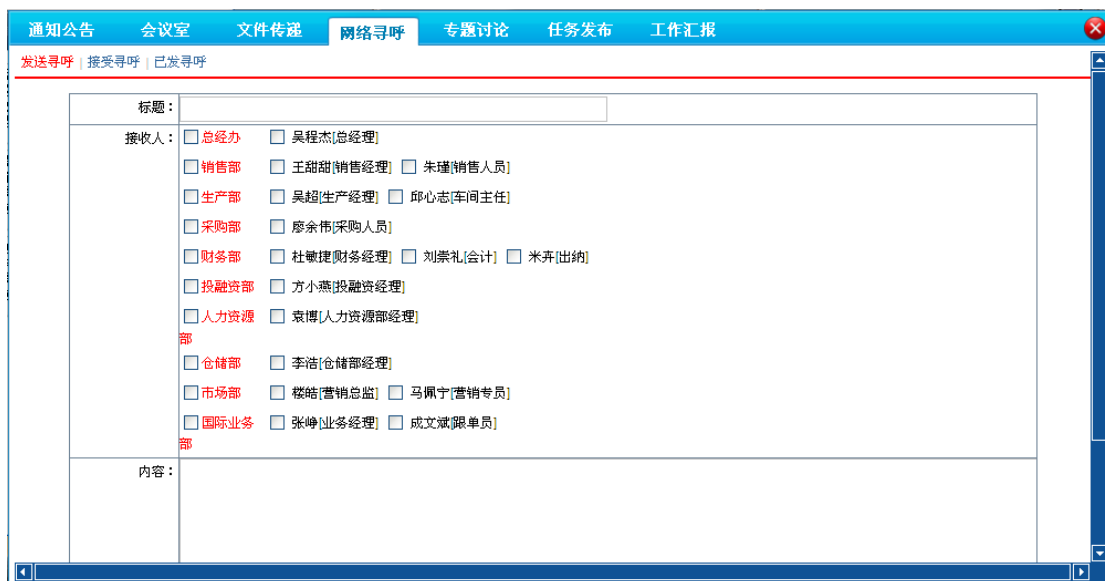 通知公告 会议室 文件传递 网络寻呼 专题讨论 任务发布 工作汇报
发送寻呼 | 接受寻呼 | 已发寻呼
标题：
接收人： 总经办 吴程杰[总经理]
销售部 王甜甜[销售经理] 朱瑾[销售人员]
生产部 吴超[生产经理] 邱心志[车间主任]
采购部 廖余伟[采购人员]
财务部 杜敏捷[财务经理] 刘崇礼[会计] 米卉[出纳]
投融资部 方小燕[投融资经理]
人力资源 袁博[人力资源部经理]
部
仓储部 李浩[仓储部经理]
市场部 楼皓[营销总监] 马佩宁[营销专员]
国际业务 张峥[业务经理] 成文斌[跟单员]
部
内容：